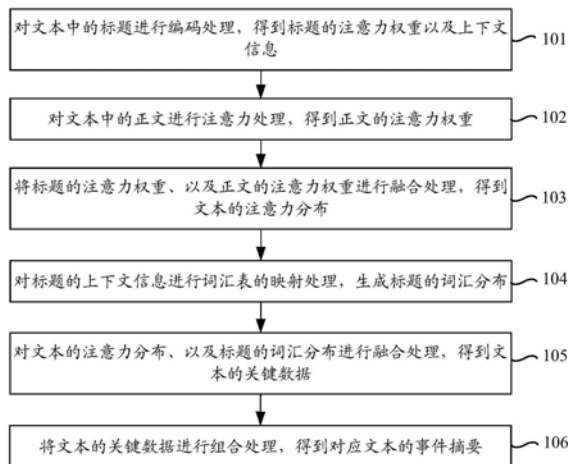 对文本中的标题进行编码处理，得到标题的注意力权重以及上下文
信息
101
对文本中的正文进行注意力处理，得到正文的注意力权重
102
将标题的注意力权重、以及正文的注意力权重进行融合处理，得到
文本的注意力分布
103
对标题的上下文信息进行词汇表的映射处理，生成标题的词汇分布
104
对文本的注意力分布、以及标题的词汇分布进行融合处理，得到文
本的关键数据
105
将文本的关键数据进行组合处理，得到对应文本的事件摘要
106